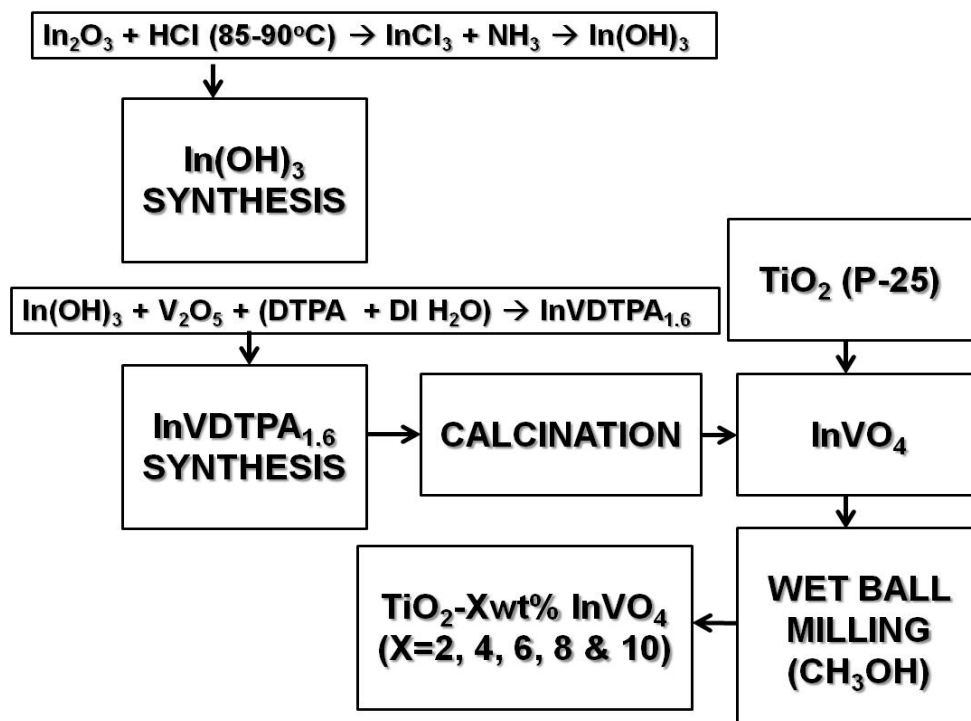 In₂O₃ + HCl (85-90ºC) → InCl₃ + NH₃ → In(OH)₃
In(OH)₃
SYNTHESIS
TiO₂ (P-25)
In(OH)₃ + V₂O₅ + (DTPA + DI H₂O) → InVDTPA₁.₆
InVDTPA₁.₆
SYNTHESIS
CALCINATION
InVO₄
TiO₂-Xwt% InVO₄
(X=2, 4, 6, 8 & 10)
WET BALL
MILLING
(CH₃OH)